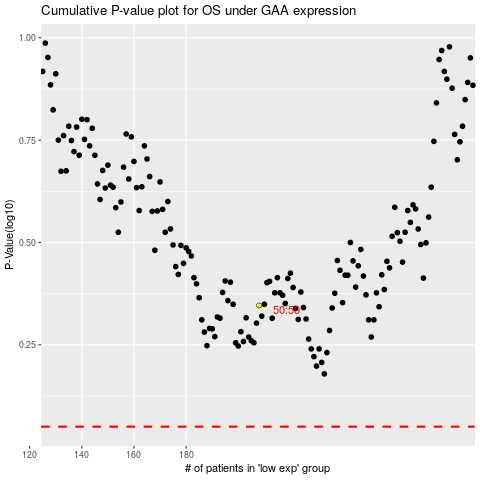 Cumulative P-value plot for OS under GAA expression
P-Value(log10)
1.00
0.75
0.50
0.25
50:50
120 140 160 180
# of patients in 'low exp' group